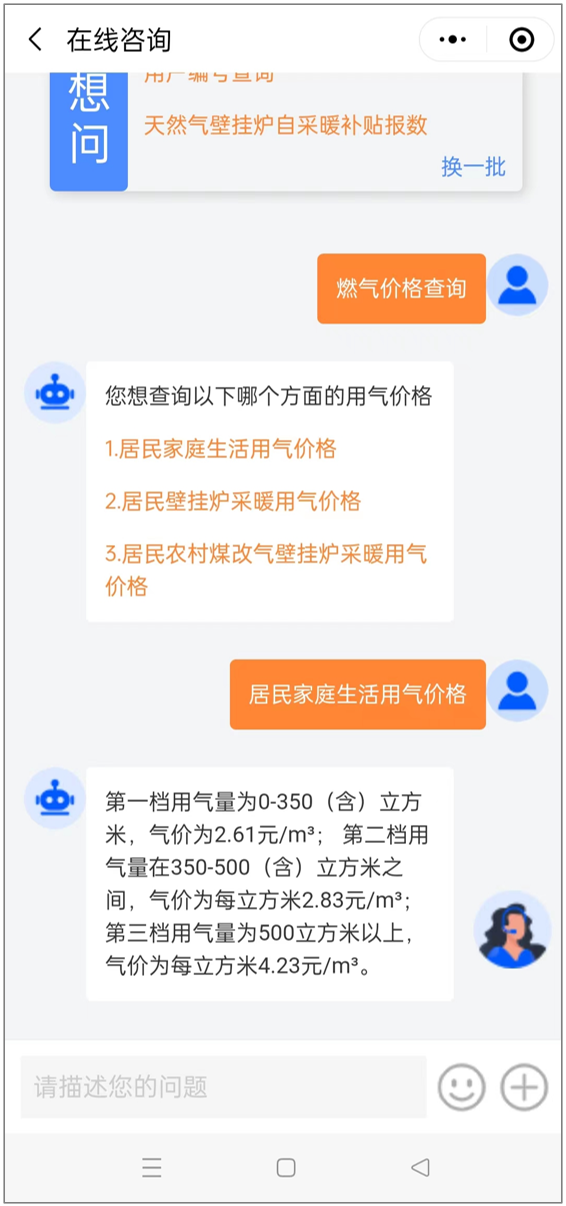 在线咨询
想
问
用户编号查询
天然气壁挂炉自采暖补贴报数
换一批
燃气价格查询
您想查询以下哪个方面的用气价格
1.居民家庭生活用气价格
2.居民壁挂炉采暖用气价格
3.居民农村煤改气壁挂炉采暖用气
价格
居民家庭生活用气价格
第一档用气量为0-350（含）立方
米，气价为2.61元/m³； 第二档用
气量在350-500（含）立方米之
间，气价为每立方米2.83元/m³；
第三档用气量为500立方米以上，
气价为每立方米4.23元/m³。
请描述您的问题